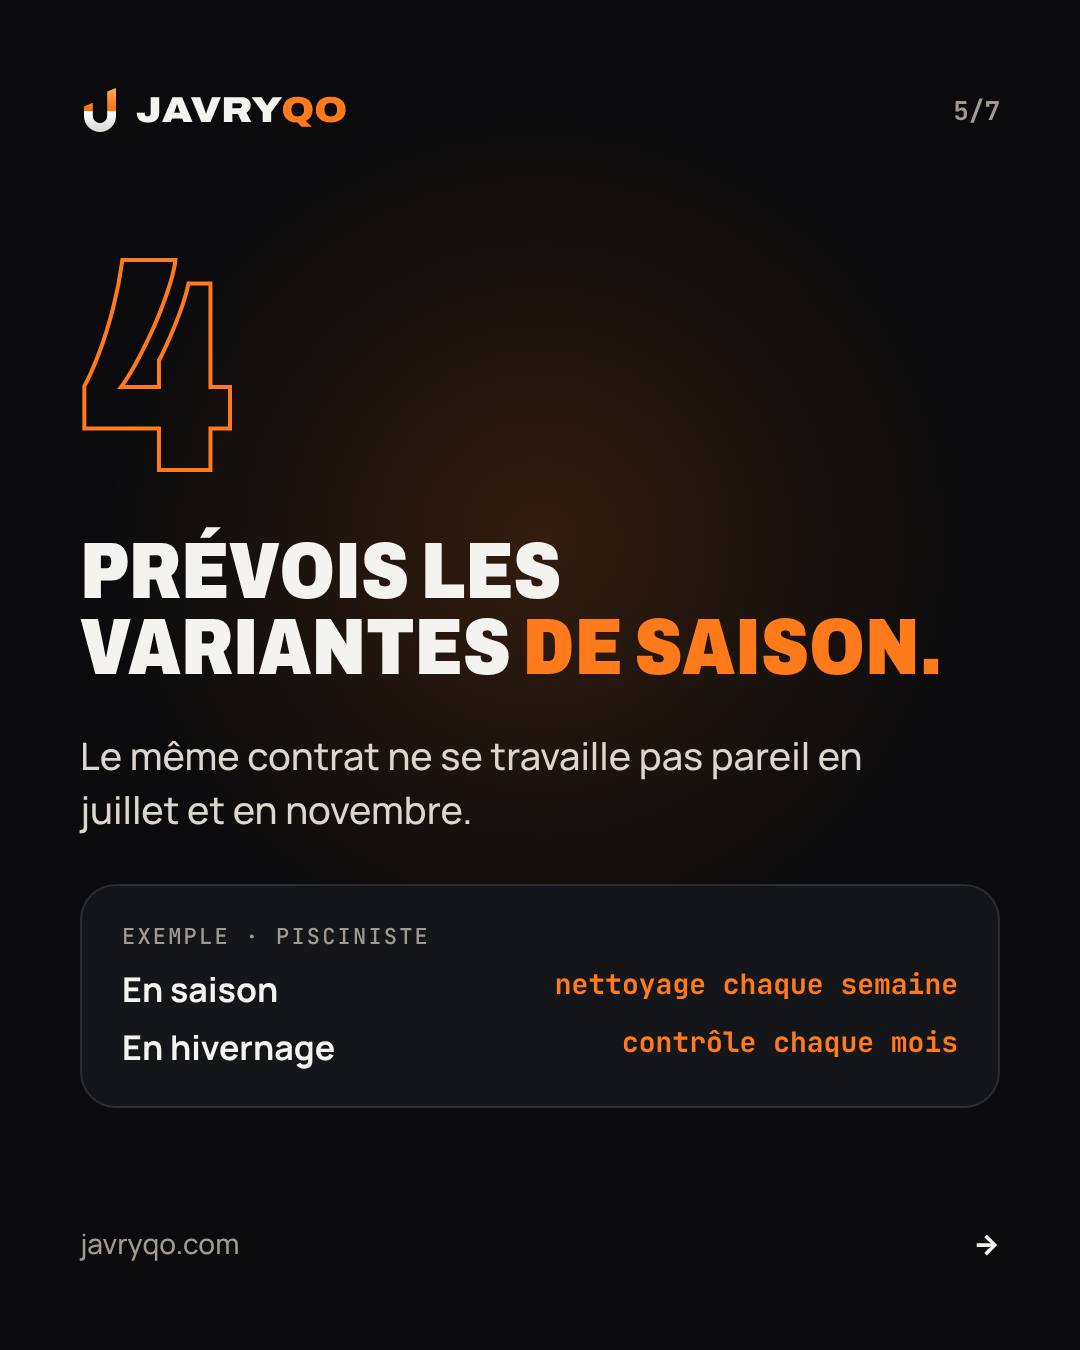 JAVRYQO
5/7
4
PRÉVOIS LES
VARIANTES DE SAISON.
Le même contrat ne se travaille pas pareil en
juillet et en novembre.
EXEMPLE · PISCINISTE
En saison nettoyage chaque semaine
En hivernage contrôle chaque mois
javryqo.com →